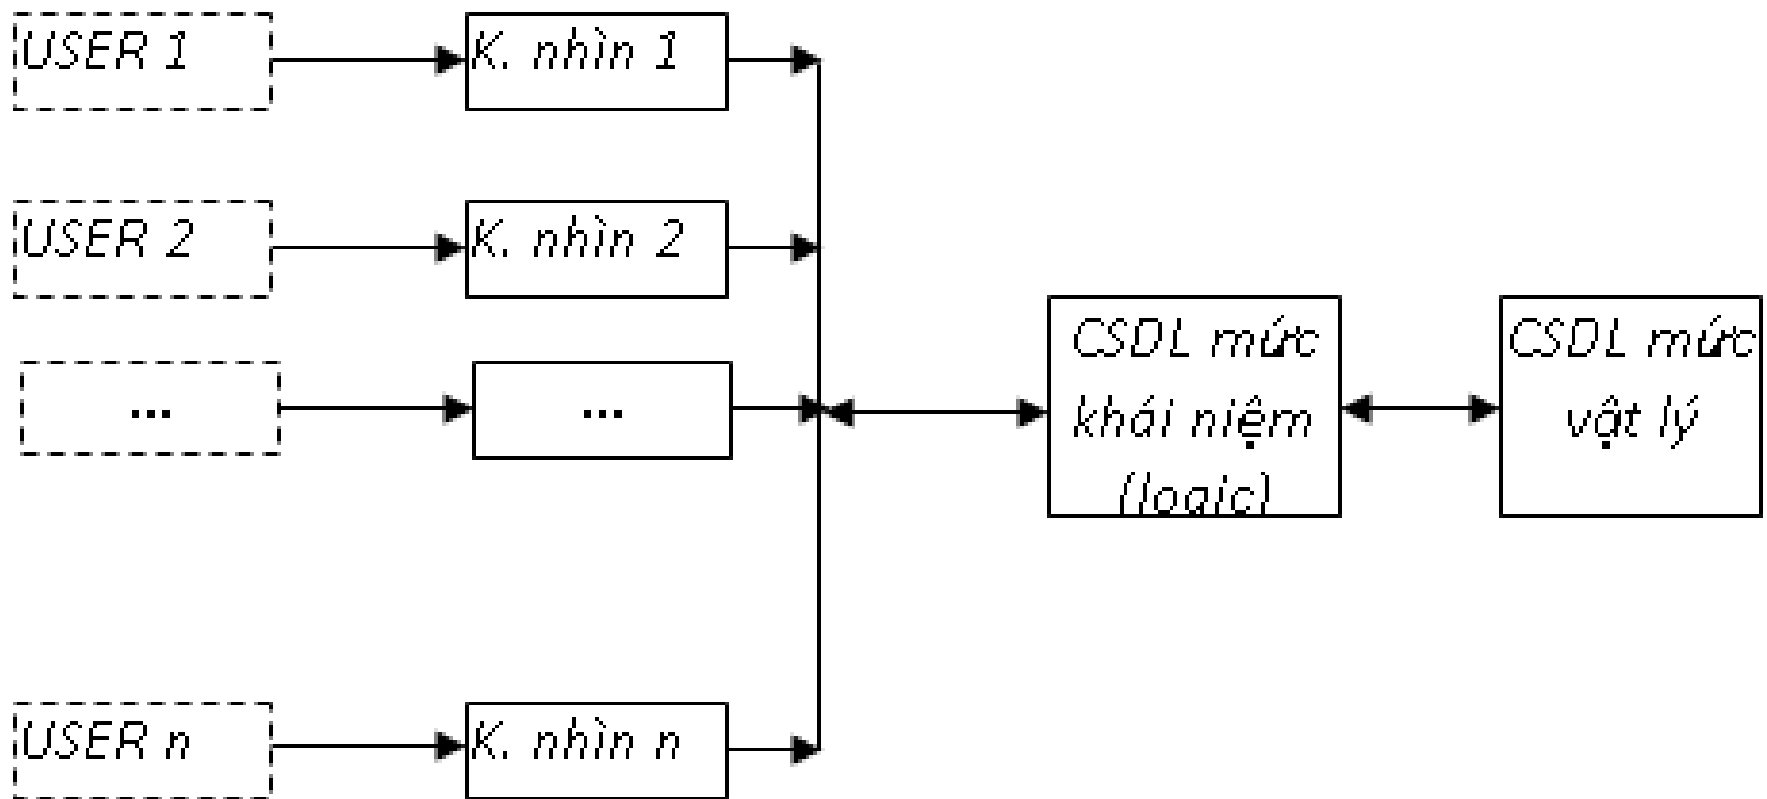 USER 1
K. nhìn 1
USER 2
K. nhìn 2
...
...
CSDL mức
khái niệm
(logic)
CSDL mức
vật lý
USER n
K. nhìn n